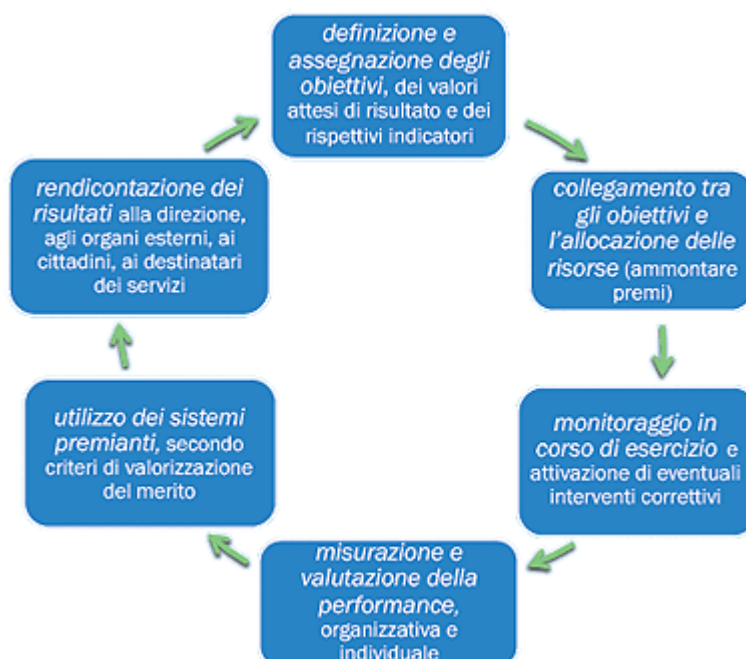 definizione e
assegnazione degli
obiettivi, dei valori
attesi di risultato e dei
rispettivi indicatori
collegamento tra
gli obiettivi e
l'allocazione delle
risorse (ammontare
premi)
monitoraggio in
corso di esercizio e
attivazione di eventuali
interventi correttivi
misurazione e
valutazione della
performance,
organizzativa e
individuale
utilizzo dei sistemi
premianti, secondo
criteri di valorizzazione
del merito
rendicontazione dei
risultati alla direzione,
agli organi esterni, ai
cittadini, ai destinatari
dei servizi